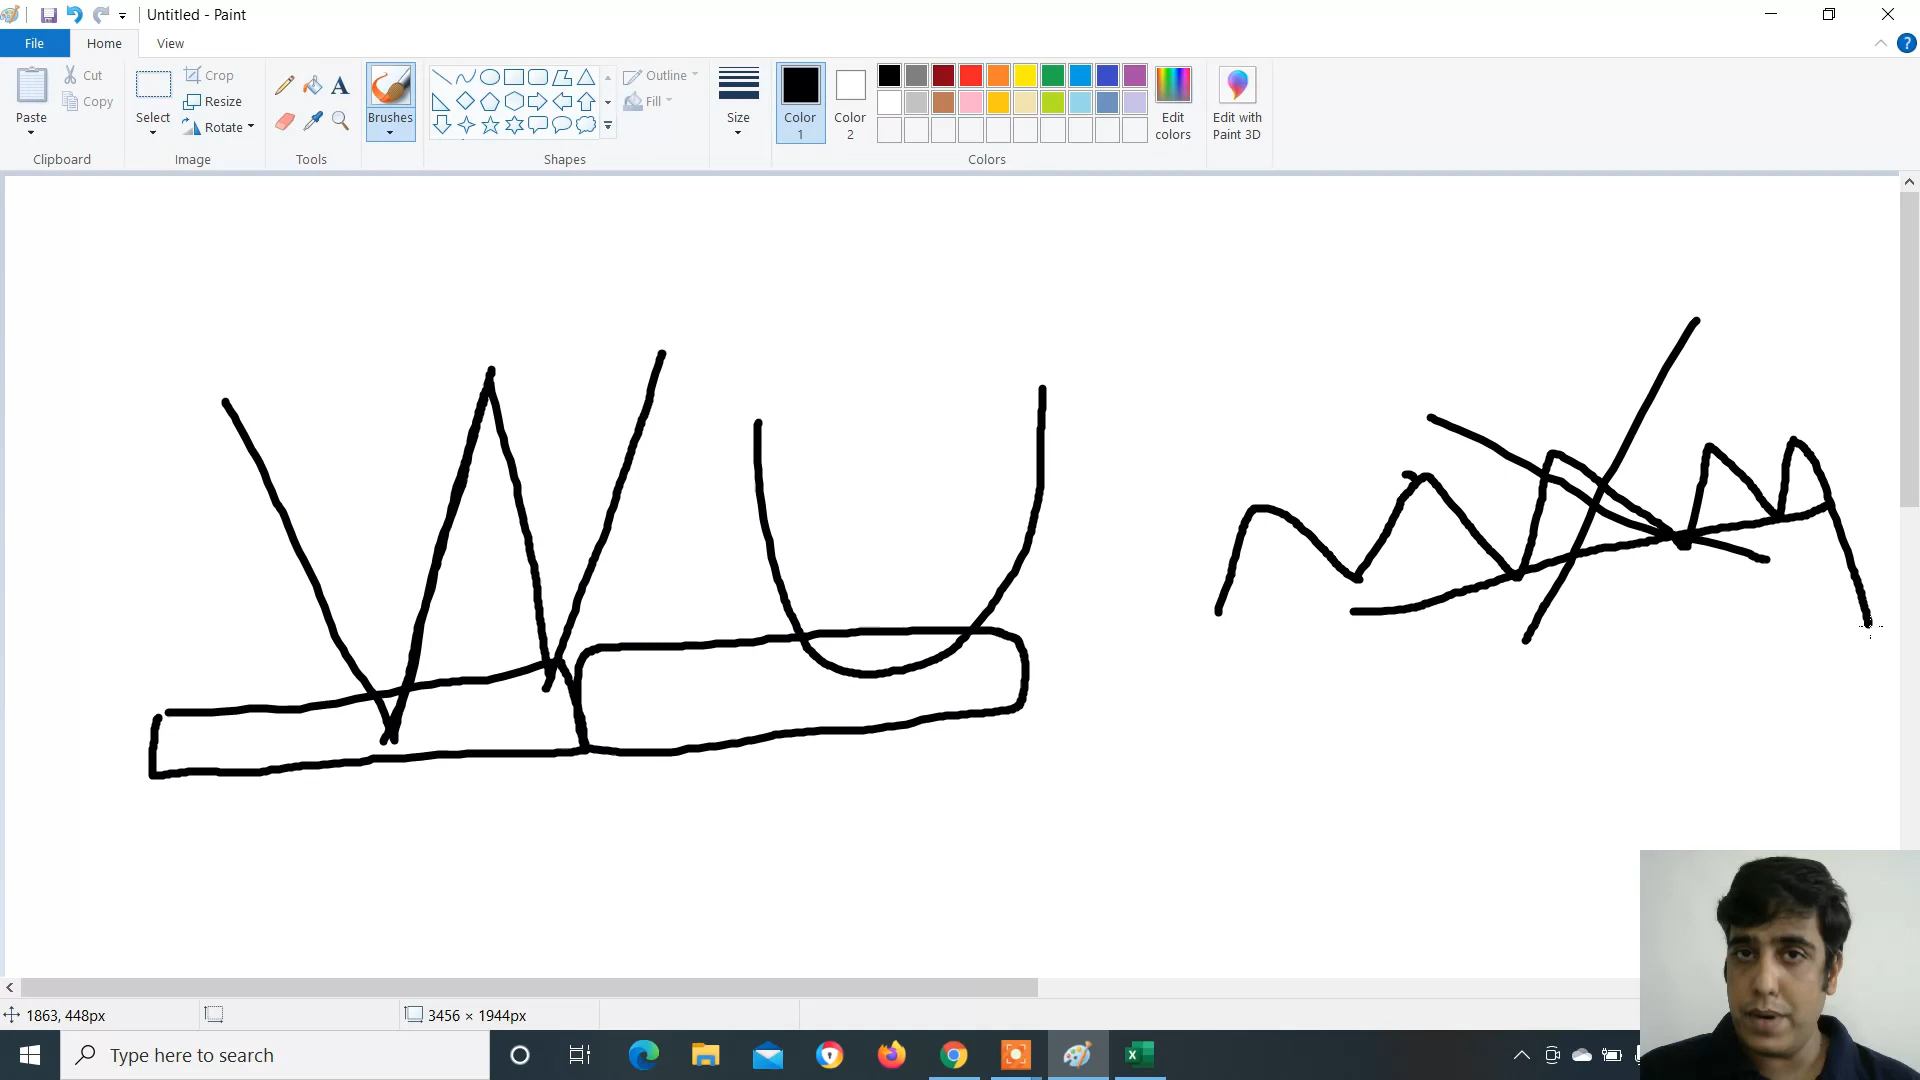 Untitled - Paint
File Home View
Paste
Cut
Copy
Clipboard
Select
Crop
Resize
Rotate
Image
A
Tools
Brushes
Outline
Fill
Shapes
Size
Color 1
Color 2
Edit colors
Colors
Edit with Paint 3D
?
1863, 448px
3456 × 1944px
Type here to search